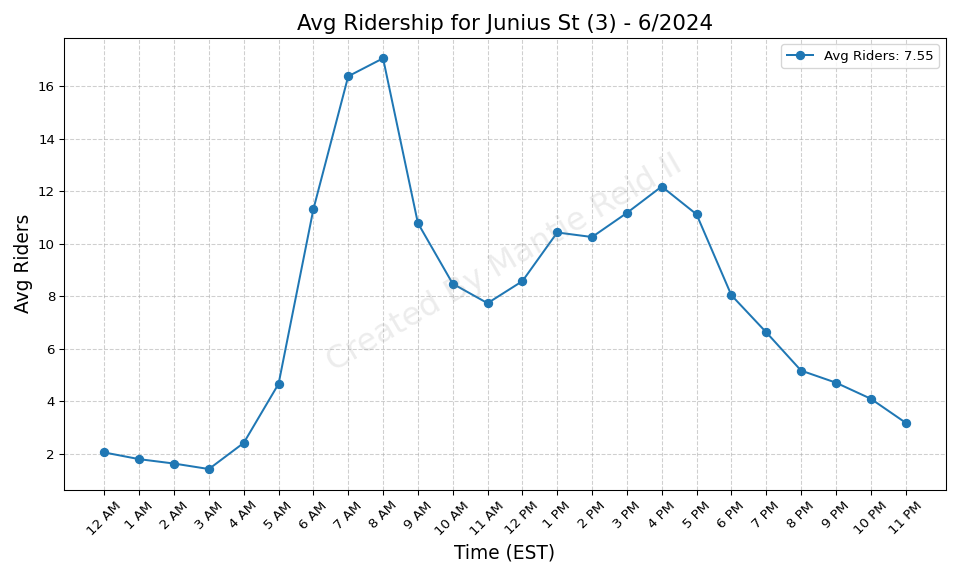 Avg Ridership for Junius St (3) - 6/2024
Avg Riders: 7.55
Avg Riders
16
14
12
10
8
6
4
2
Created By Mantie Reid II
12 AM
1 AM
2 AM
3 AM
4 AM
5 AM
6 AM
7 AM
8 AM
9 AM
10 AM
11 AM
12 PM
1 PM
2 PM
3 PM
4 PM
5 PM
6 PM
7 PM
8 PM
9 PM
10 PM
11 PM
Time (EST)